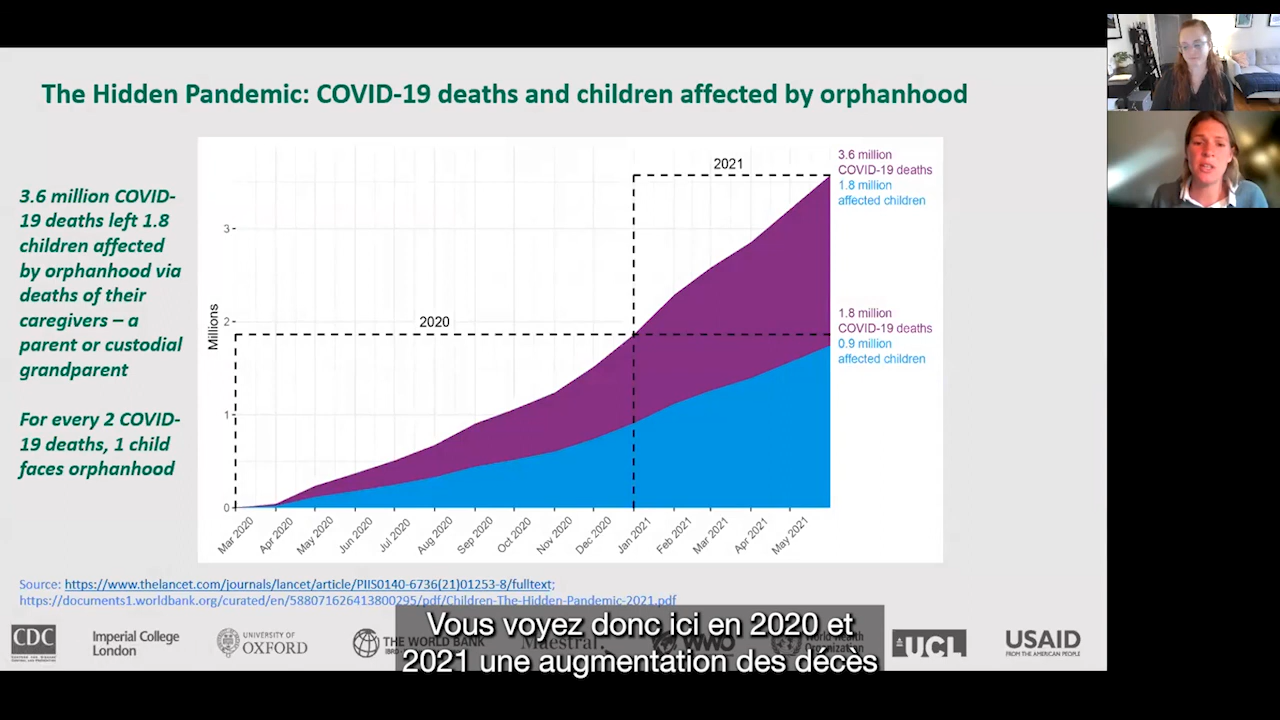 The Hidden Pandemic: COVID-19 deaths and children affected by orphanhood
3.6 million COVID-
19 deaths left 1.8
children affected
by orphanhood via
deaths of their
caregivers – a
parent or custodial
grandparent
For every 2 COVID-
19 deaths, 1 child
faces orphanhood
Millions
3
2
1
0
2020
2021
3.6 million
COVID-19 deaths
1.8 million
affected children
1.8 million
COVID-19 deaths
0.9 million
affected children
Mar 2020
Apr 2020
May 2020
Jun 2020
Jul 2020
Aug 2020
Sep 2020
Oct 2020
Nov 2020
Dec 2020
Jan 2021
Feb 2021
Mar 2021
Apr 2021
May 2021
Source: https://www.thelancet.com/journals/lancet/article/PIIS0140-6736(21)01253-8/fulltext;
https://documents1.worldbank.org/curated/en/588071626413800295/pdf/Children-The-Hidden-Pandemic-2021.pdf
CDC
Imperial College
London
UNIVERSITY OF
OXFORD
THE WORLD BANK
Maestral
WWO
World Health
Organization
UCL
USAID
FROM THE AMERICAN PEOPLE
Vous voyez donc ici en 2020 et
2021 une augmentation des décès